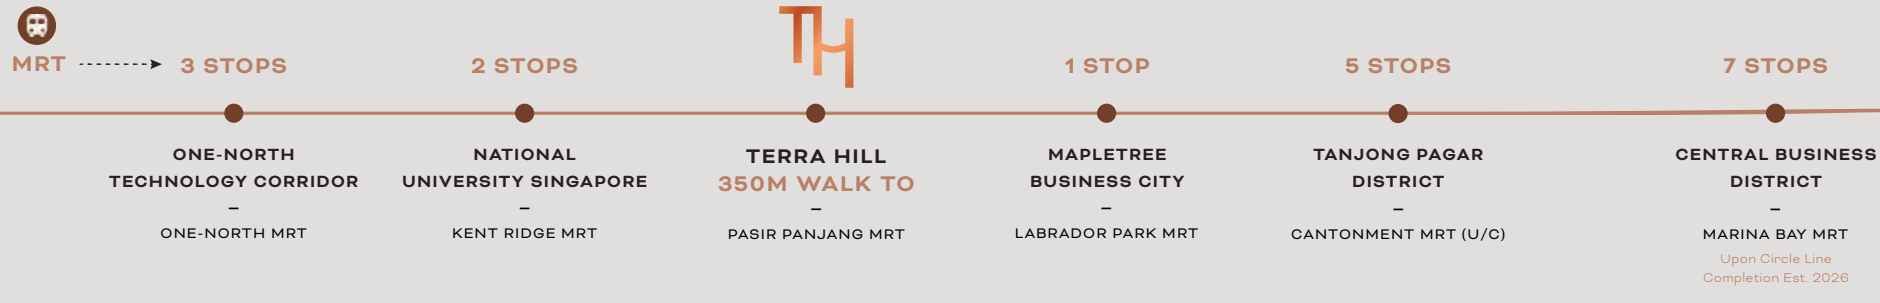 TH
MRT
3 STOPS
2 STOPS
1 STOP
5 STOPS
7 STOPS
ONE-NORTH
TECHNOLOGY CORRIDOR
–
ONE-NORTH MRT
NATIONAL
UNIVERSITY SINGAPORE
–
KENT RIDGE MRT
TERRA HILL
350M WALK TO
–
PASIR PANJANG MRT
MAPLETREE
BUSINESS CITY
–
LABRADOR PARK MRT
TANJONG PAGAR
DISTRICT
–
CANTONMENT MRT (U/C)
CENTRAL BUSINESS
DISTRICT
–
MARINA BAY MRT
Upon Circle Line
Completion Est. 2026